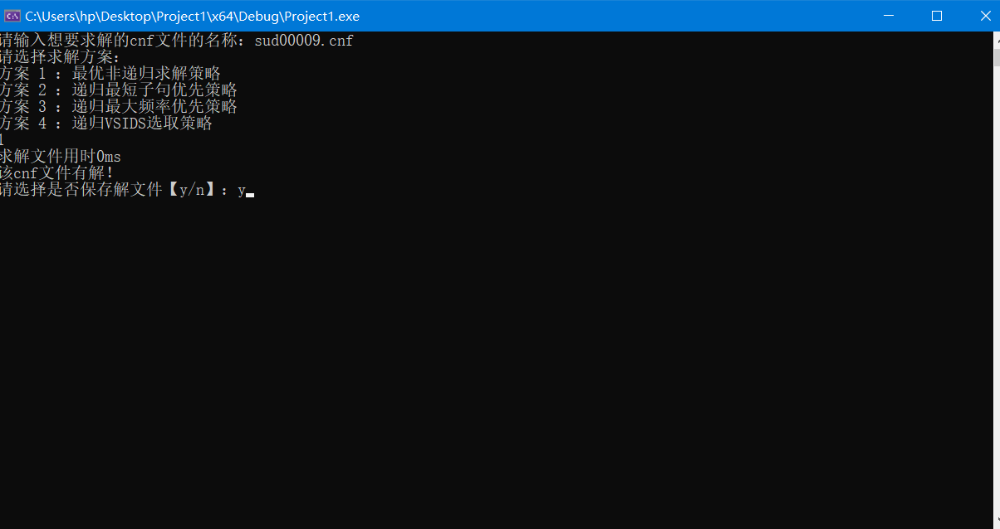 C:\Users\hp\Desktop\Project1\x64\Debug\Project1.exe
请输入想要求解的cnf文件的名称：sud00009.cnf
请选择求解方案：
方案 1 ：最优非递归求解策略
方案 2 ：递归最短子句优先策略
方案 3 ：递归最大频率优先策略
方案 4 ：递归VSIDS选取策略
1
求解文件用时0ms
该cnf文件有解！
请选择是否保存解文件【y/n】：y